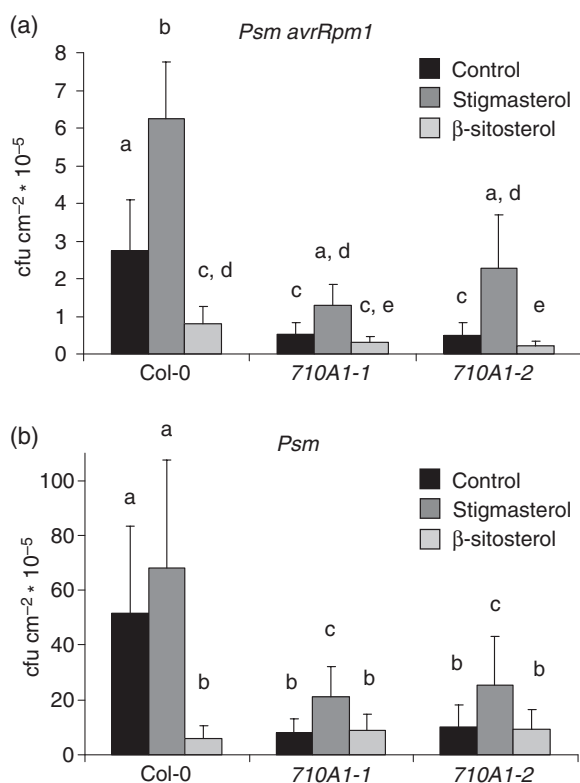 (a)
Psm avrRpm1
cfu cm⁻² * 10⁻⁵
8
7
6
5
4
3
2
1
0
Control
Stigmasterol
β-sitosterol
a
b
c, d
c
a, d
c, e
c
a, d
e
Col-0
710A1-1
710A1-2
(b)
Psm
cfu cm⁻² * 10⁻⁵
100
80
60
40
20
0
Control
Stigmasterol
β-sitosterol
a
a
b
b
c
b
b
c
b
Col-0
710A1-1
710A1-2